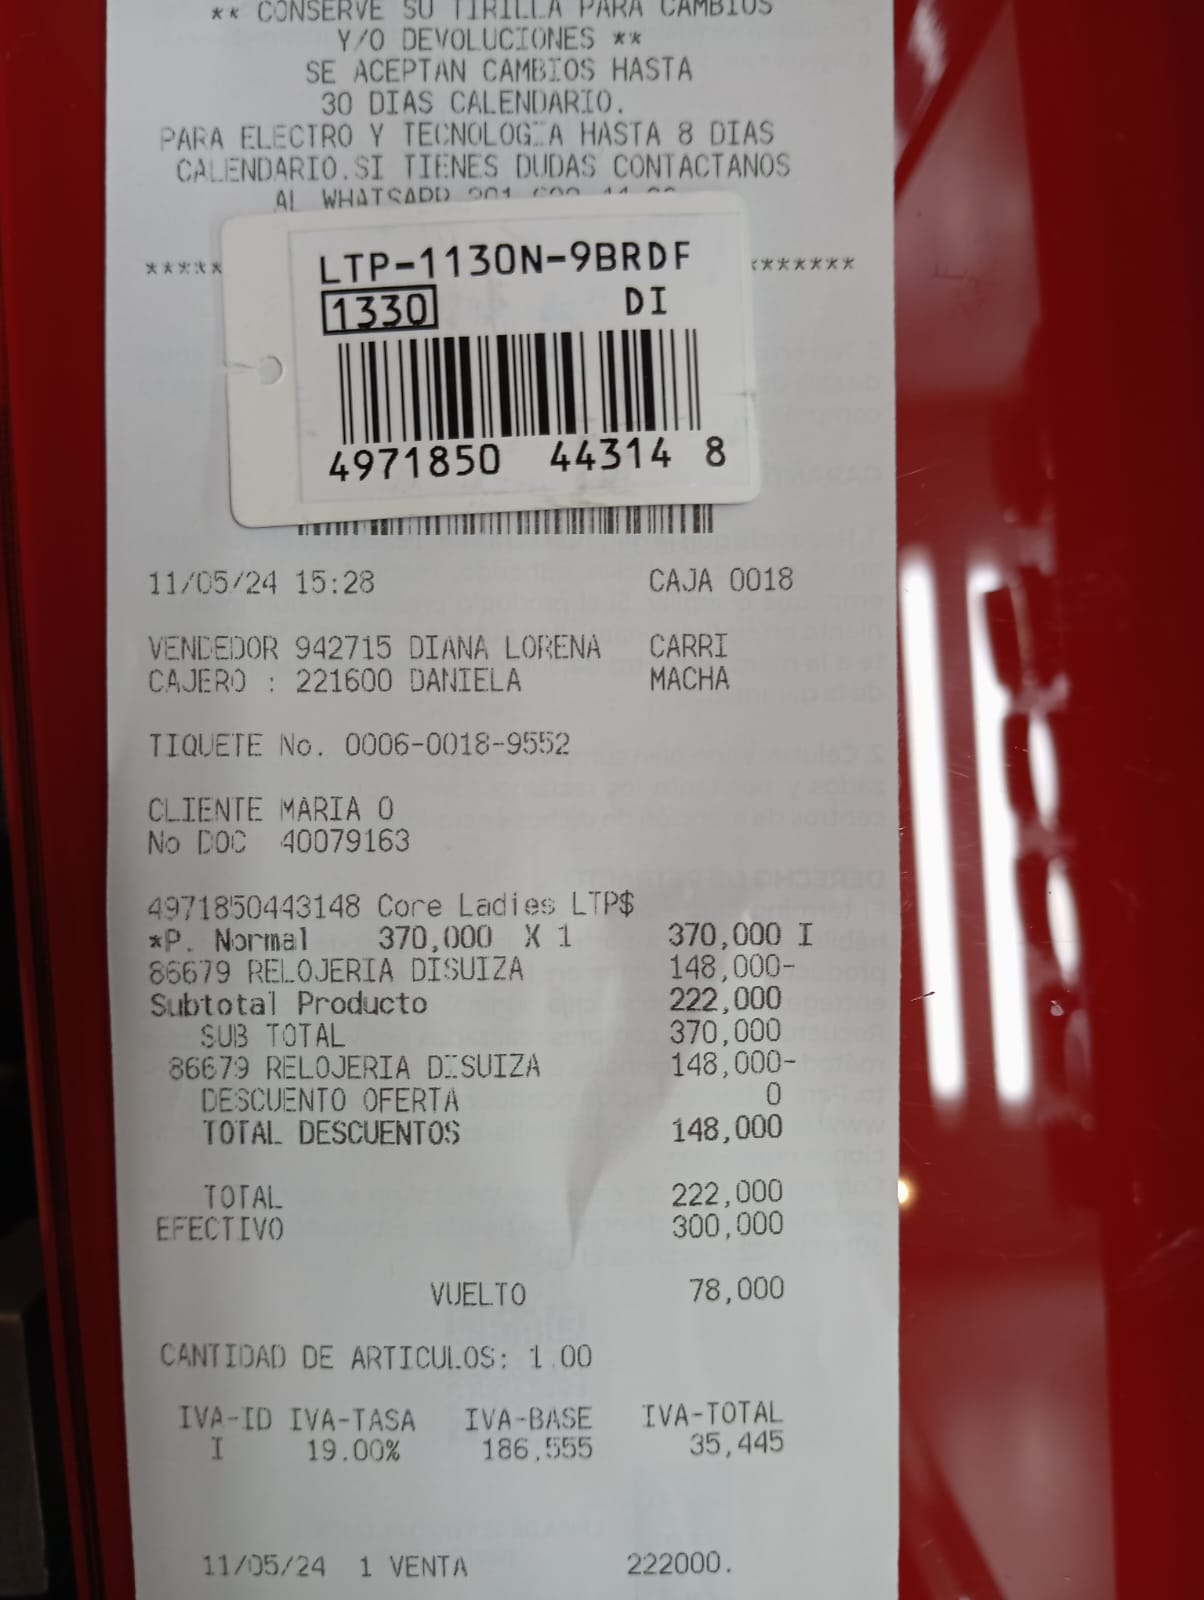 ** CONSERVE SU TIRILLA PARA CAMBIOS
Y/O DEVOLUCIONES **
SE ACEPTAN CAMBIOS HASTA
30 DIAS CALENDARIO.
PARA ELECTRO Y TECNOLOGIA HASTA 8 DIAS
CALENDARIO.SI TIENES DUDAS CONTACTANOS
AL WHATSAPP
LTP-1130N-9BRDF
***** *******
1330 DI
4971850 44314 8
11/05/24 15:28 CAJA 0018
VENDEDOR 942715 DIANA LORENA CARRI
CAJERO : 221600 DANIELA MACHA
TIQUETE No. 0006-0018-9552
CLIENTE MARIA O
No DOC 40079163
4971850443148 Core Ladies LTP$
*P. Normal 370,000 X 1 370,000 I
86679 RELOJERIA DISUIZA 148,000-
Subtotal Producto 222,000
SUB TOTAL 370,000
86679 RELOJERIA DISUIZA 148,000-
DESCUENTO OFERTA 0
TOTAL DESCUENTOS 148,000
TOTAL 222,000
EFECTIVO 300,000
VUELTO 78,000
CANTIDAD DE ARTICULOS: 1.00
IVA-ID IVA-TASA IVA-BASE IVA-TOTAL
I 19.00% 186,555 35,445
11/05/24 1 VENTA 222000.